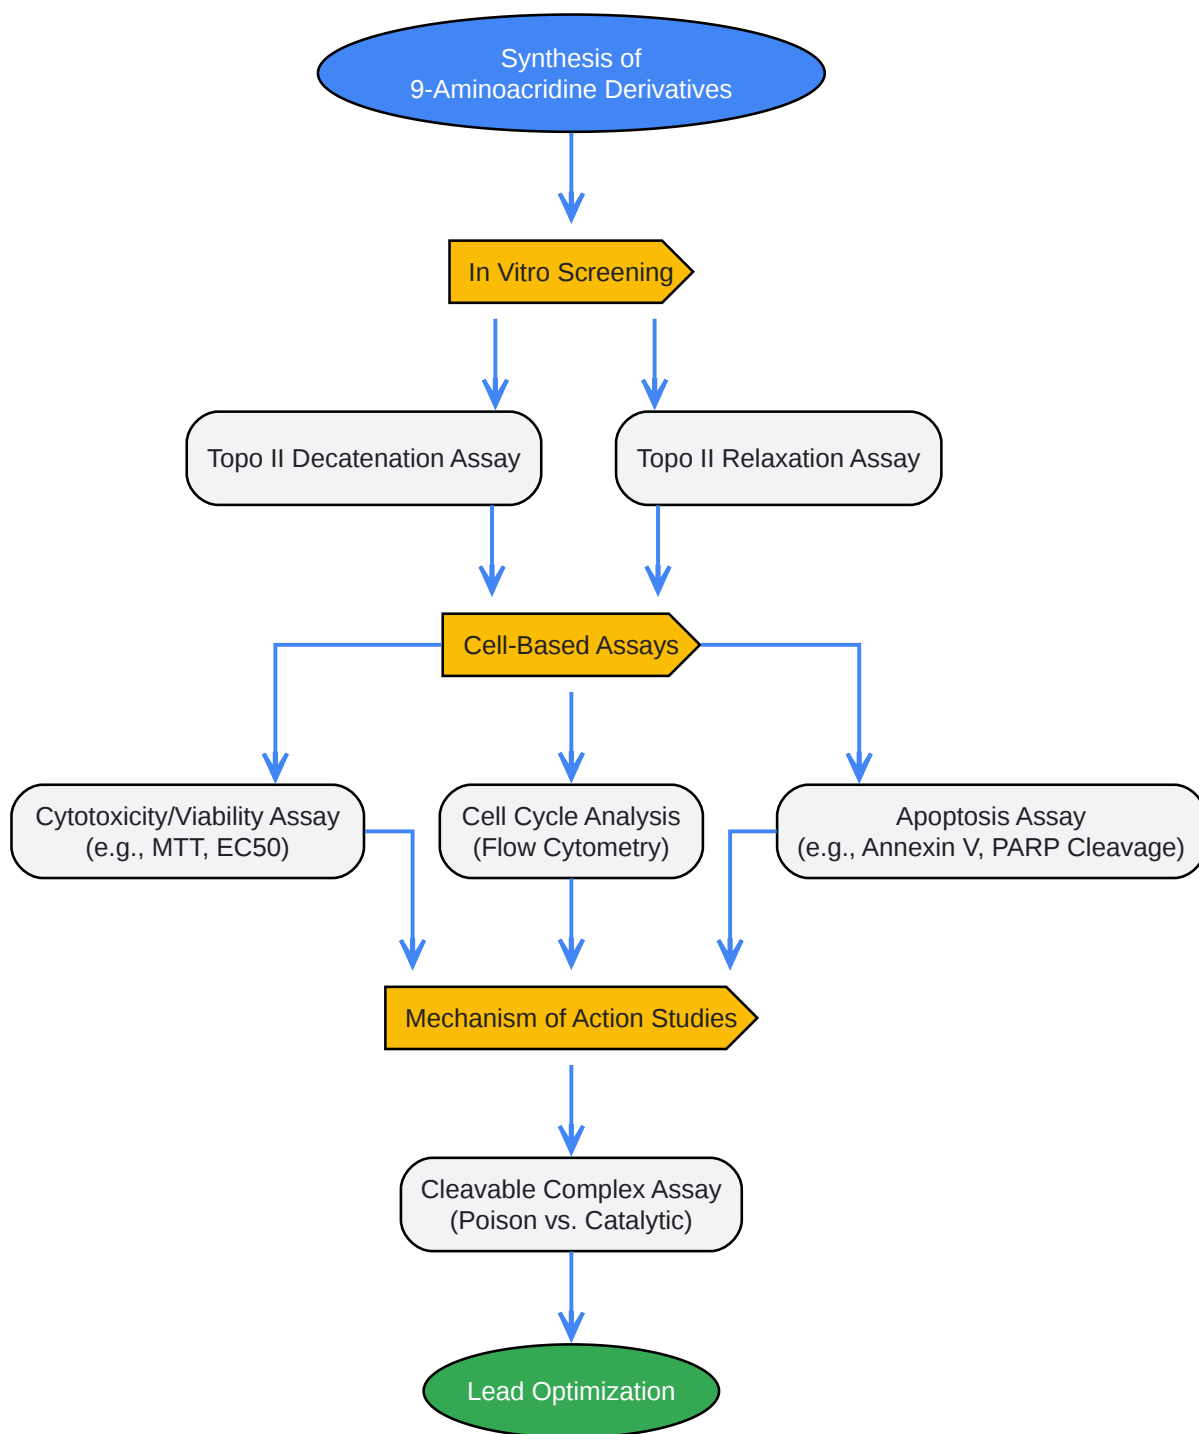 Synthesis of
9-Aminoacridine Derivatives
In Vitro Screening
Topo II Decatenation Assay
Topo II Relaxation Assay
Cell-Based Assays
Cytotoxicity/Viability Assay
(e.g., MTT, EC50)
Cell Cycle Analysis
(Flow Cytometry)
Apoptosis Assay
(e.g., Annexin V, PARP Cleavage)
Mechanism of Action Studies
Cleavable Complex Assay
(Poison vs. Catalytic)
Lead Optimization